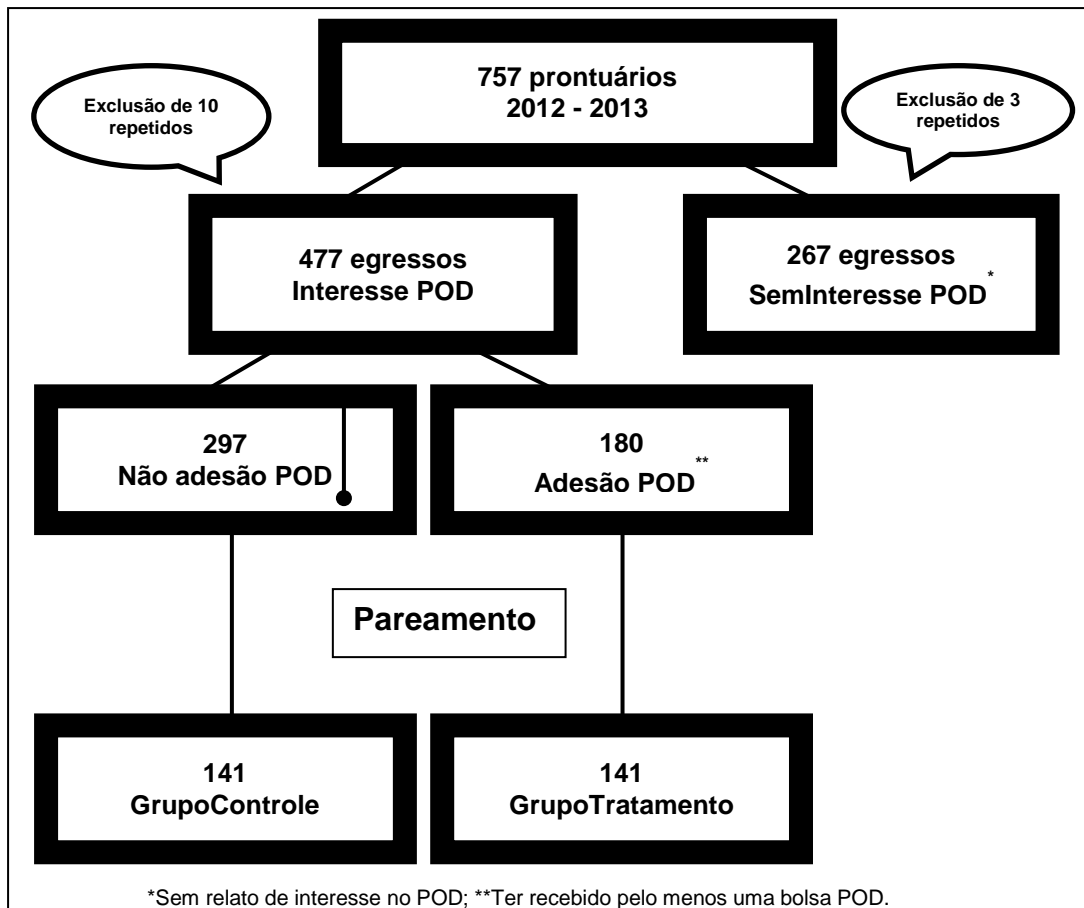 757 prontuários
2012 - 2013
Exclusão de 10
repetidos
Exclusão de 3
repetidos
477 egressos
Interesse POD
267 egressos
SemInteresse POD*
297
Não adesão POD
180
Adesão POD**
Pareamento
141
GrupoControle
141
GrupoTratamento
*Sem relato de interesse no POD; **Ter recebido pelo menos uma bolsa POD.